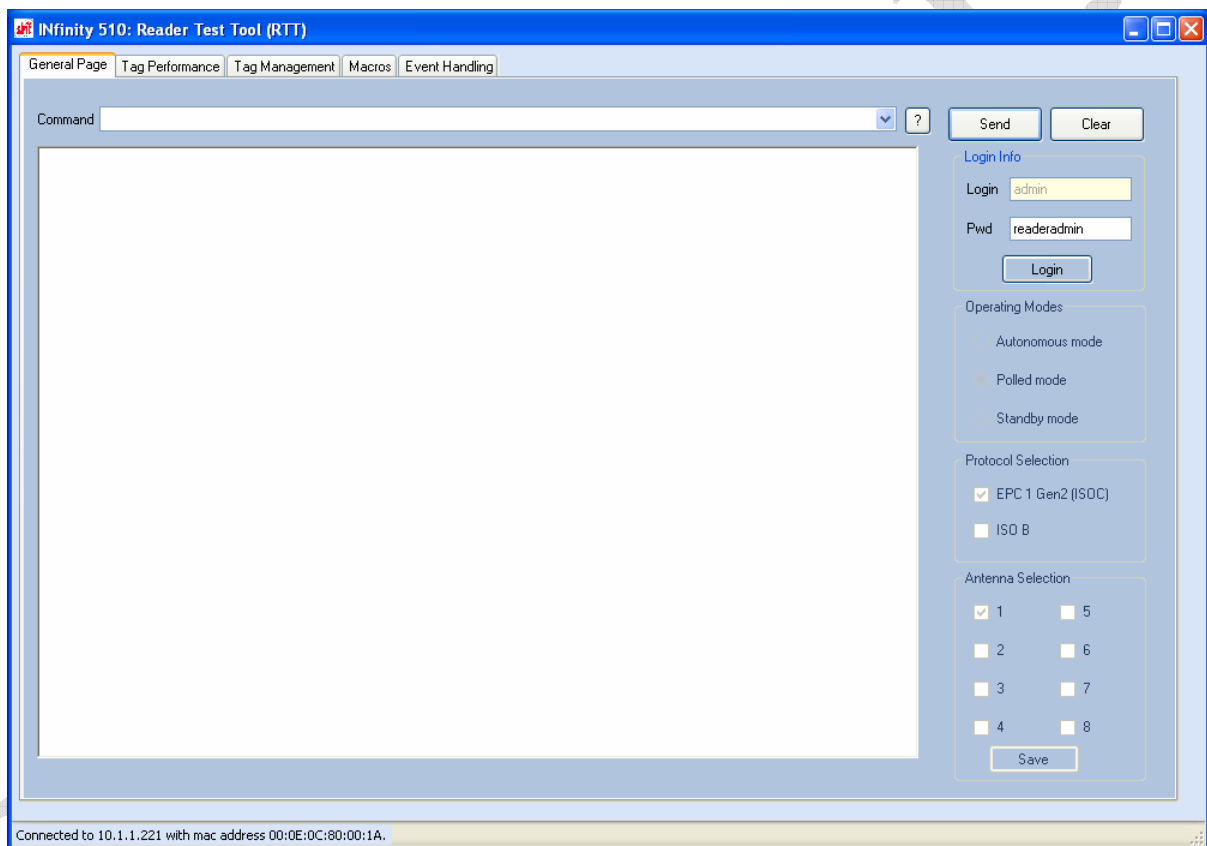 INfinity 510: Reader Test Tool (RTT)
General Page Tag Performance Tag Management Macros Event Handling
Command ? Send Clear
Login Info
Login admin
Pwd readeradmin
Login
Operating Modes
Autonomous mode
Polled mode
Standby mode
Protocol Selection
EPC 1 Gen2 (ISOC)
ISO B
Antenna Selection
1 5
2 6
3 7
4 8
Save
Connected to 10.1.1.221 with mac address 00:0E:0C:80:00:1A.